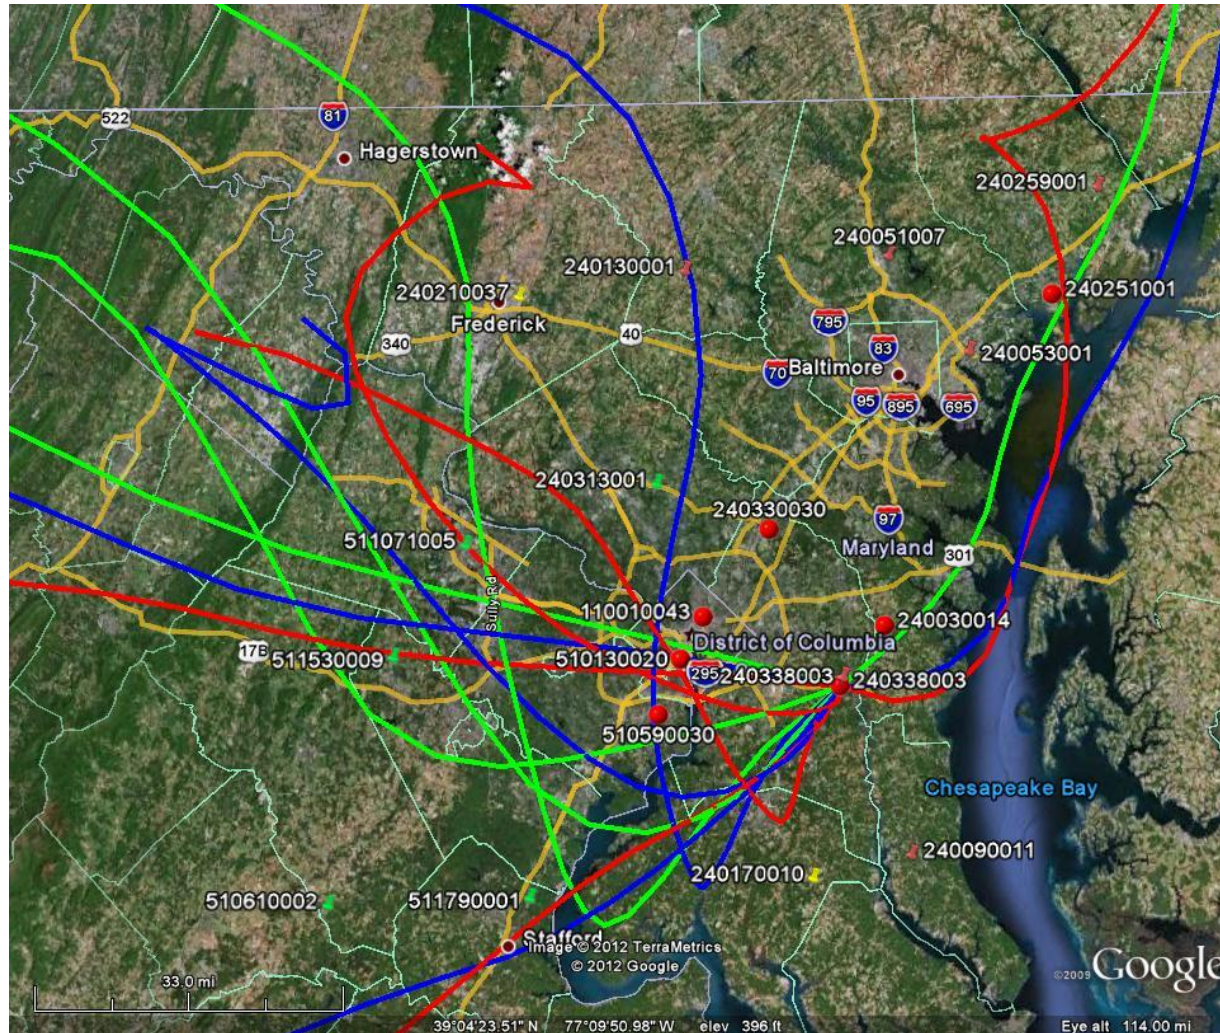 522
81
Hagerstown
240259001
240051007
240130001
240210037
240251001
Frederick
795
40
340
83
240053001
70
Baltimore
95
895
695
240313001
240330030
97
511071005
Maryland
301
Sully Rd
110010043
240030014
District of Columbia
17B
511530009
510130020
295
240338003
240338003
510590030
Chesapeake Bay
240090011
240170010
510610002
511790001
Stafford
Image © 2012 TerraMetrics
© 2012 Google
©2009 Google
33.0 mi
39°04'23.51" N 77°09'50.98" W elev 396 ft Eye alt 114.00 mi